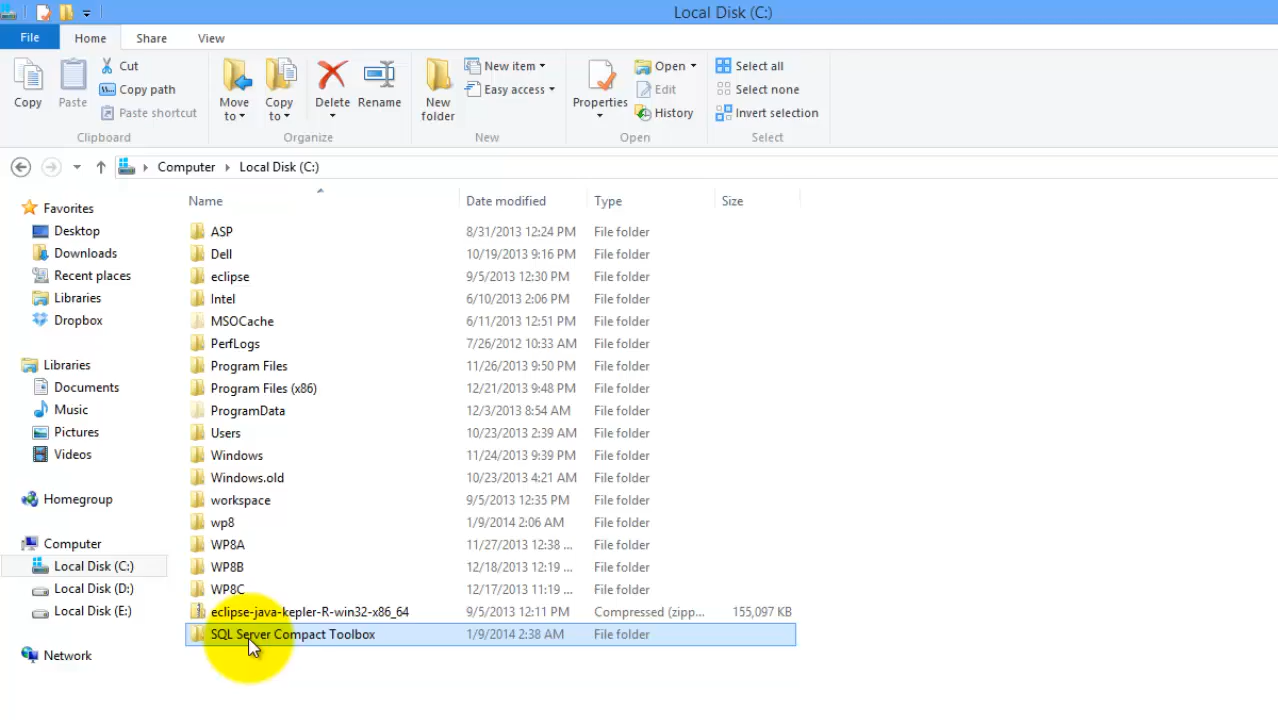 Local Disk (C:)
File Home Share View
Copy
Paste
Cut
Copy path
Paste shortcut
Clipboard
Move to
Copy to
Delete
Rename
Organize
New folder
New item
Easy access
New
Properties
Open
Edit
History
Open
Select all
Select none
Invert selection
Select
Computer Local Disk (C:)
Favorites
Desktop
Downloads
Recent places
Libraries
Dropbox
Libraries
Documents
Music
Pictures
Videos
Homegroup
Computer
Local Disk (C:)
Local Disk (D:)
Local Disk (E:)
Network
Name Date modified Type Size
ASP 8/31/2013 12:24 PM File folder
Dell 10/19/2013 9:16 PM File folder
eclipse 9/5/2013 12:30 PM File folder
Intel 6/10/2013 2:06 PM File folder
MSOCache 6/11/2013 12:51 PM File folder
PerfLogs 7/26/2012 10:33 AM File folder
Program Files 11/26/2013 9:50 PM File folder
Program Files (x86) 12/21/2013 9:48 PM File folder
ProgramData 12/3/2013 8:54 AM File folder
Users 10/23/2013 2:39 AM File folder
Windows 11/24/2013 9:39 PM File folder
Windows.old 10/23/2013 4:21 AM File folder
workspace 9/5/2013 12:35 PM File folder
wp8 1/9/2014 2:06 AM File folder
WP8A 11/27/2013 12:38 ... File folder
WP8B 12/18/2013 12:19 ... File folder
WP8C 12/17/2013 11:19 ... File folder
eclipse-java-kepler-R-win32-x86_64 9/5/2013 12:11 PM Compressed (zipp... 155,097 KB
SQL Server Compact Toolbox 1/9/2014 2:38 AM File folder